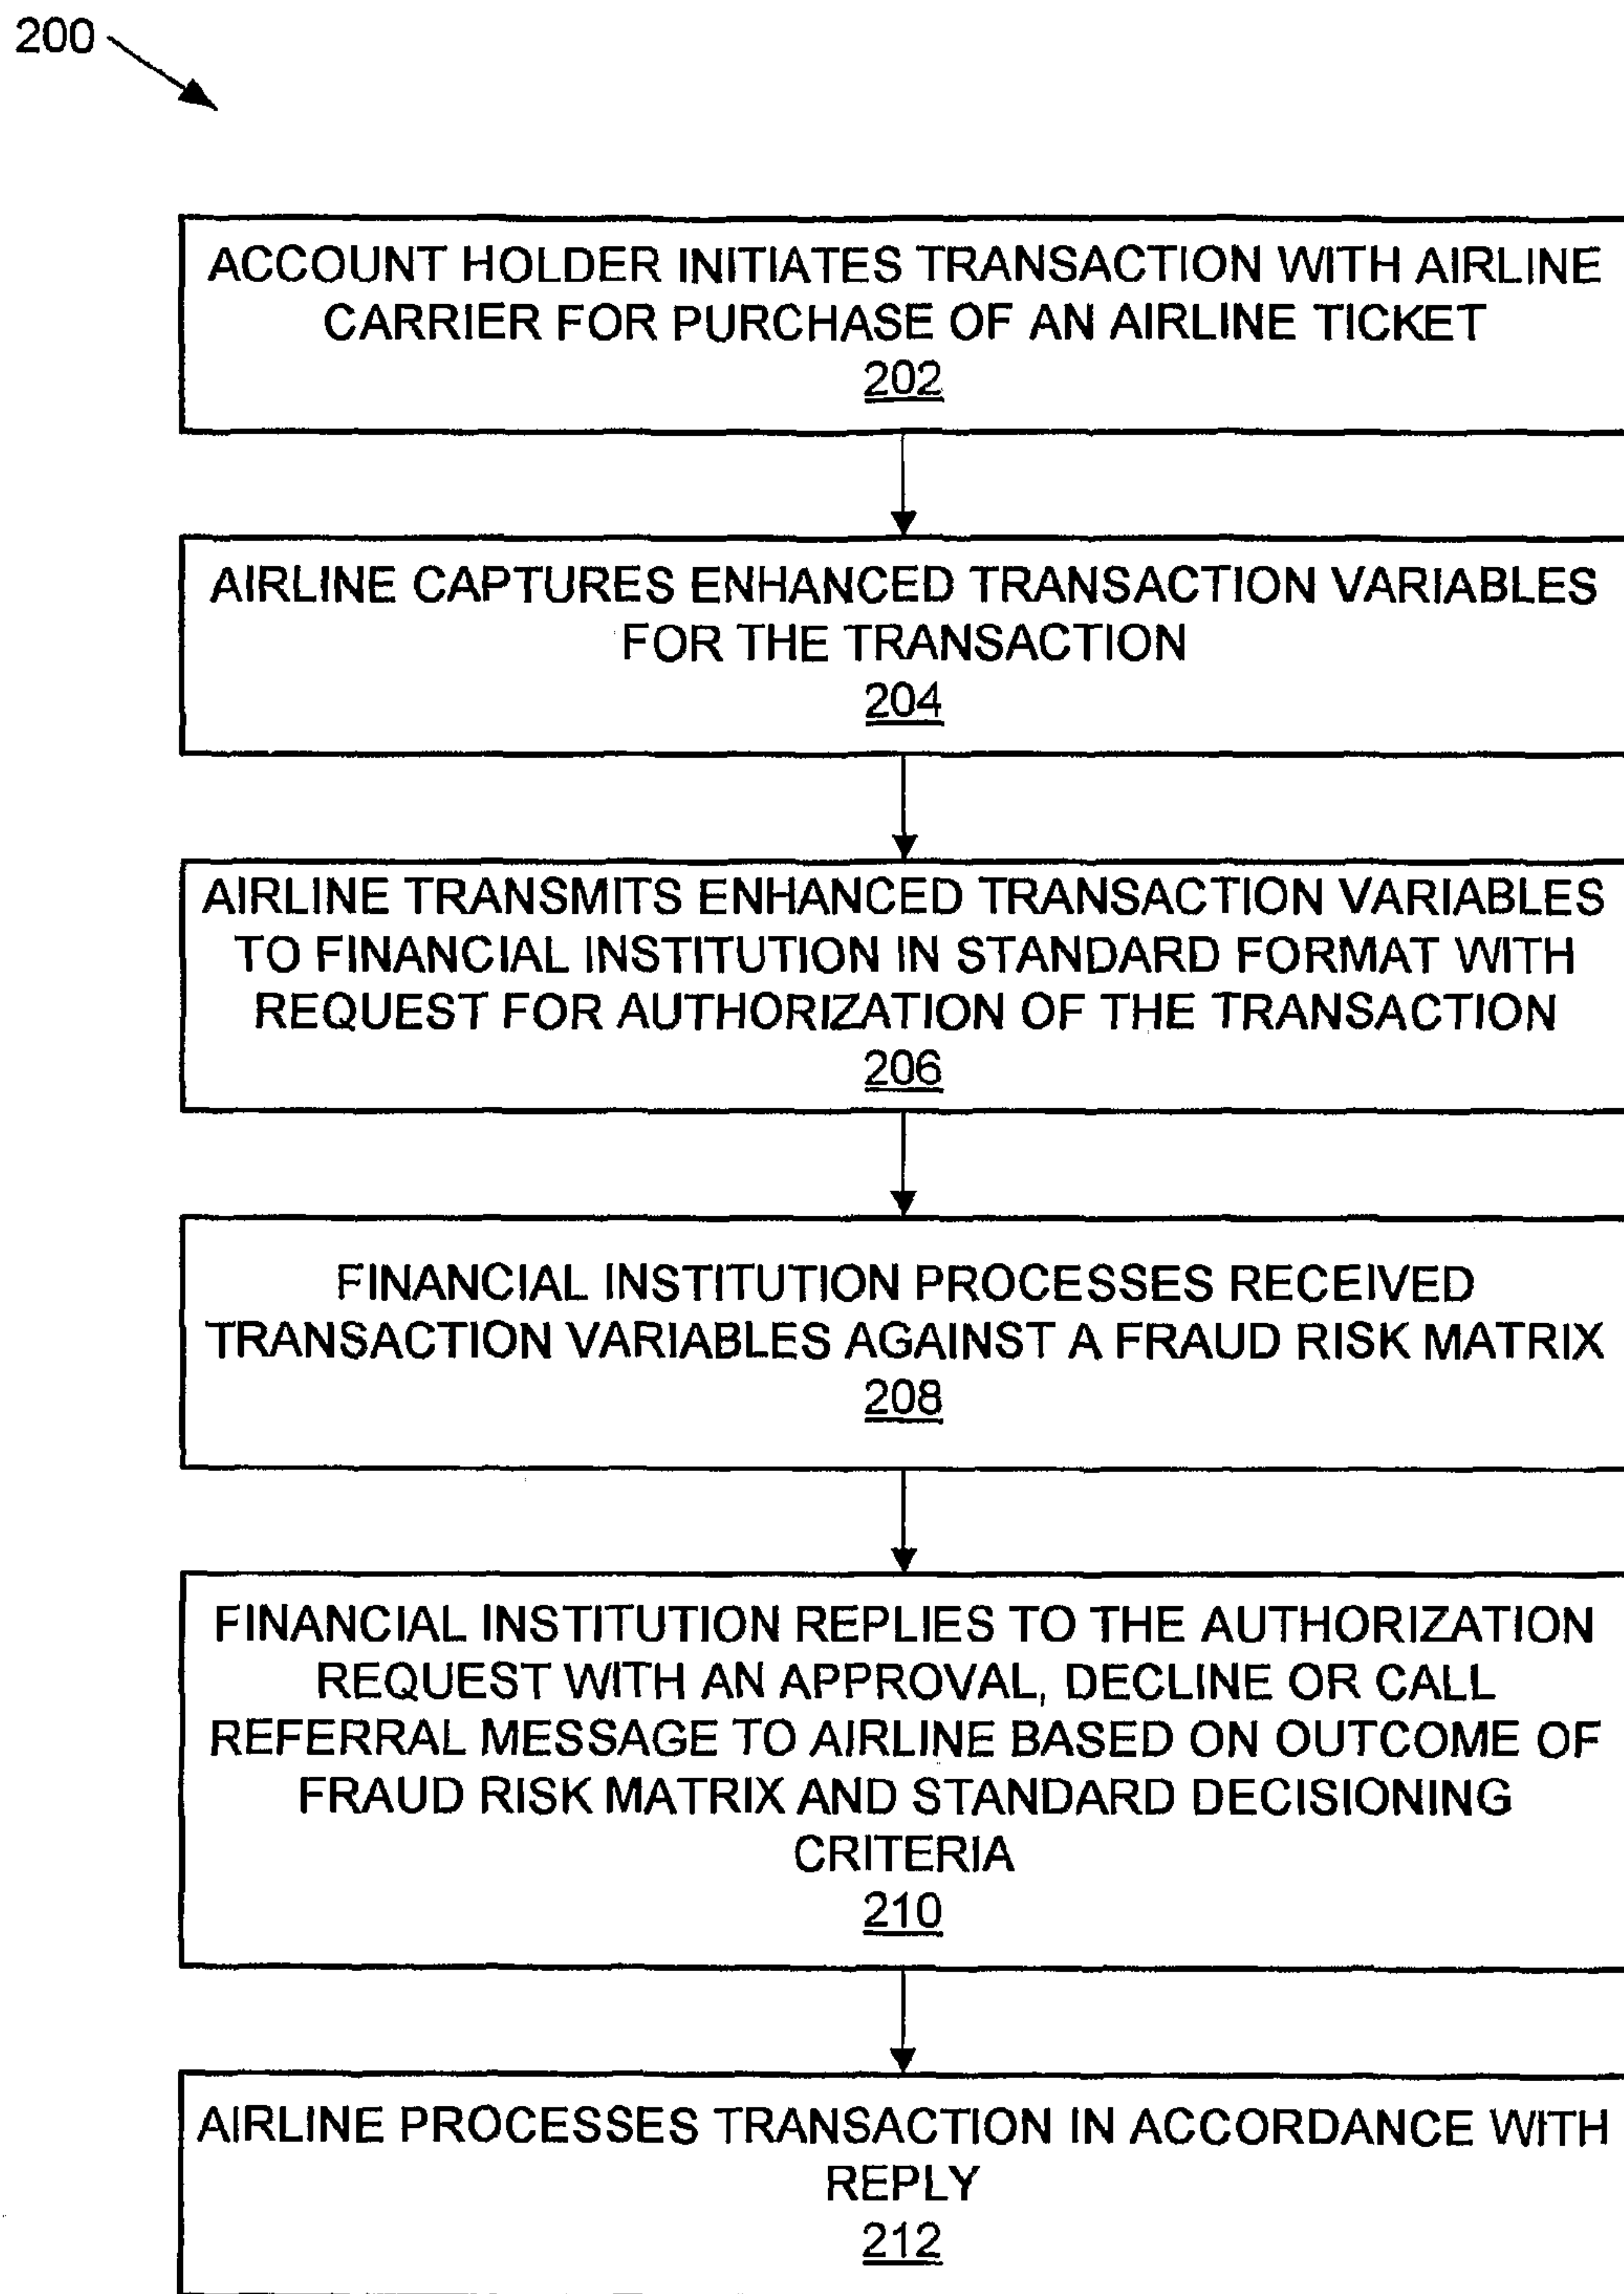 200
ACCOUNT HOLDER INITIATES TRANSACTION WITH AIRLINE
CARRIER FOR PURCHASE OF AN AIRLINE TICKET
202
AIRLINE CAPTURES ENHANCED TRANSACTION VARIABLES
FOR THE TRANSACTION
204
AIRLINE TRANSMITS ENHANCED TRANSACTION VARIABLES
TO FINANCIAL INSTITUTION IN STANDARD FORMAT WITH
REQUEST FOR AUTHORIZATION OF THE TRANSACTION
206
FINANCIAL INSTITUTION PROCESSES RECEIVED
TRANSACTION VARIABLES AGAINST A FRAUD RISK MATRIX
208
FINANCIAL INSTITUTION REPLIES TO THE AUTHORIZATION
REQUEST WITH AN APPROVAL, DECLINE OR CALL
REFERRAL MESSAGE TO AIRLINE BASED ON OUTCOME OF
FRAUD RISK MATRIX AND STANDARD DECISIONING
CRITERIA
210
AIRLINE PROCESSES TRANSACTION IN ACCORDANCE WITH
REPLY
212